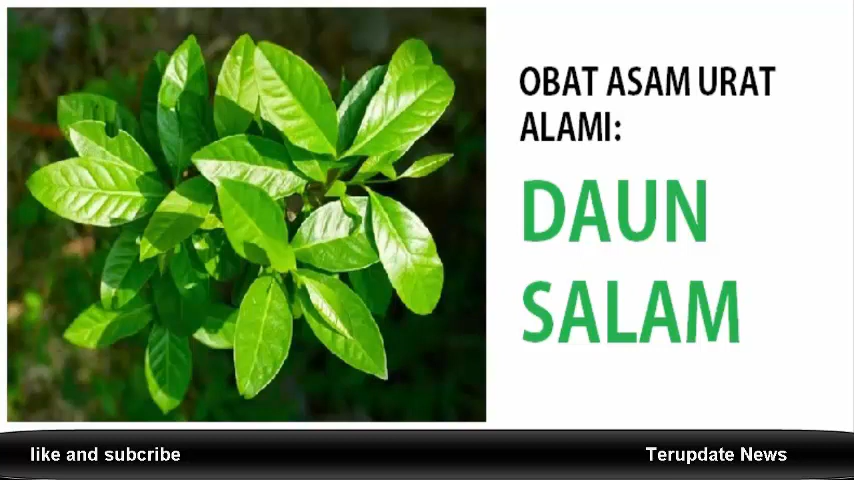 OBAT ASAM URAT
ALAMI:
DAUN
SALAM
like and subcribe
Terupdate News